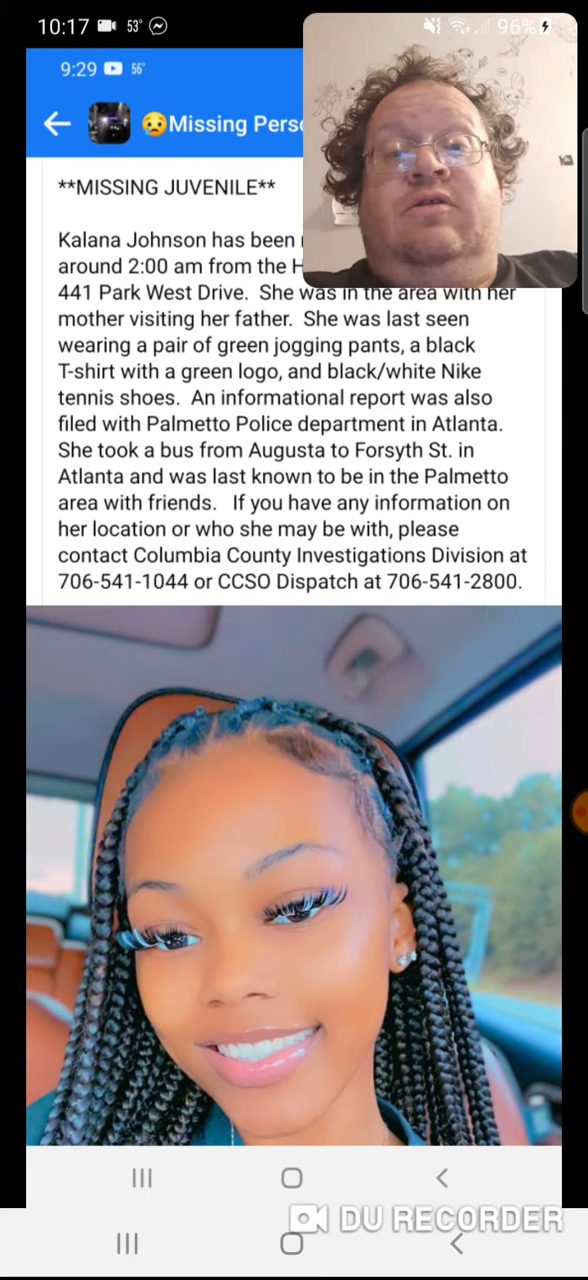 10:17 53° 96%
9:29 56°
😥Missing Perso
**MISSING JUVENILE**
Kalana Johnson has been
around 2:00 am from the H
441 Park West Drive. She was in the area with her
mother visiting her father. She was last seen
wearing a pair of green jogging pants, a black
T-shirt with a green logo, and black/white Nike
tennis shoes. An informational report was also
filed with Palmetto Police department in Atlanta.
She took a bus from Augusta to Forsyth St. in
Atlanta and was last known to be in the Palmetto
area with friends. If you have any information on
her location or who she may be with, please
contact Columbia County Investigations Division at
706-541-1044 or CCSO Dispatch at 706-541-2800.
DU RECORDER